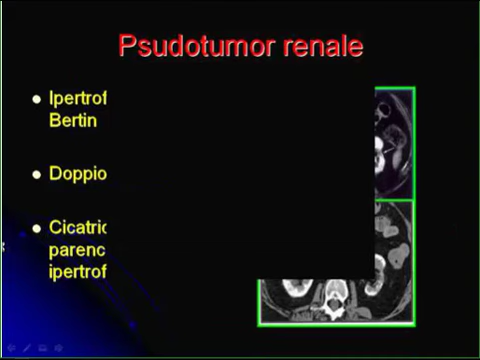 Psudotumor renale
Ipertrof
Bertin
Doppio
Cicatric
parenc
ipertrof